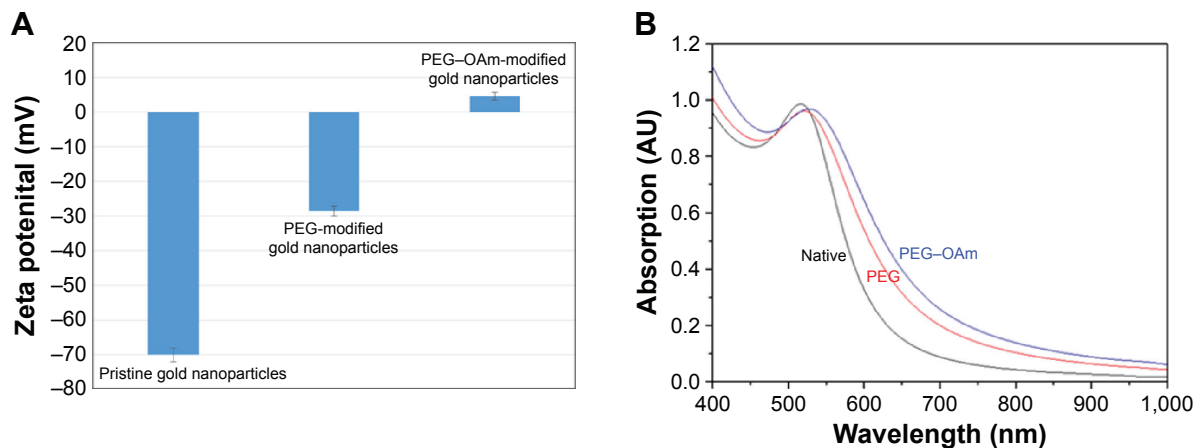 A
Zeta potenital (mV)
20
10
0
–10
–20
–30
–40
–50
–60
–70
–80
PEG–OAm-modified
gold nanoparticles
PEG-modified
gold nanoparticles
Pristine gold nanoparticles
B
Absorption (AU)
1.2
1.0
0.8
0.6
0.4
0.2
0.0
Native
PEG–OAm
PEG
400 500 600 700 800 900 1,000
Wavelength (nm)